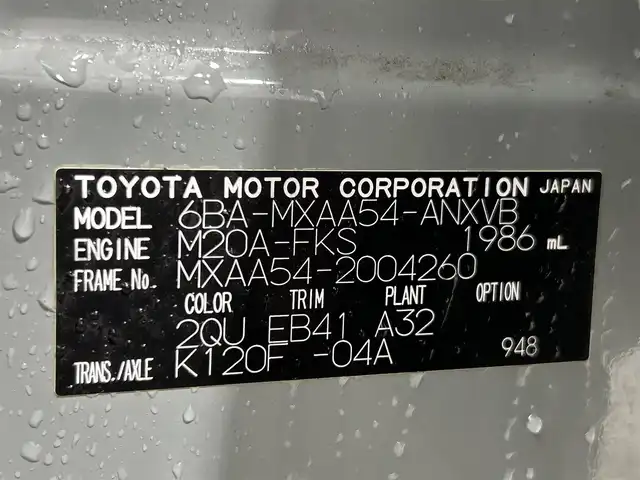 TOYOTA MOTOR CORPORATION JAPAN
MODEL 6BA-MXAA54-ANXVB
ENGINE M20A-FKS 1986 mL
FRAME No. MXAA54-2004260
COLOR TRIM PLANT OPTION
2QU EB41 A32
TRANS./AXLE K120F -04A 948